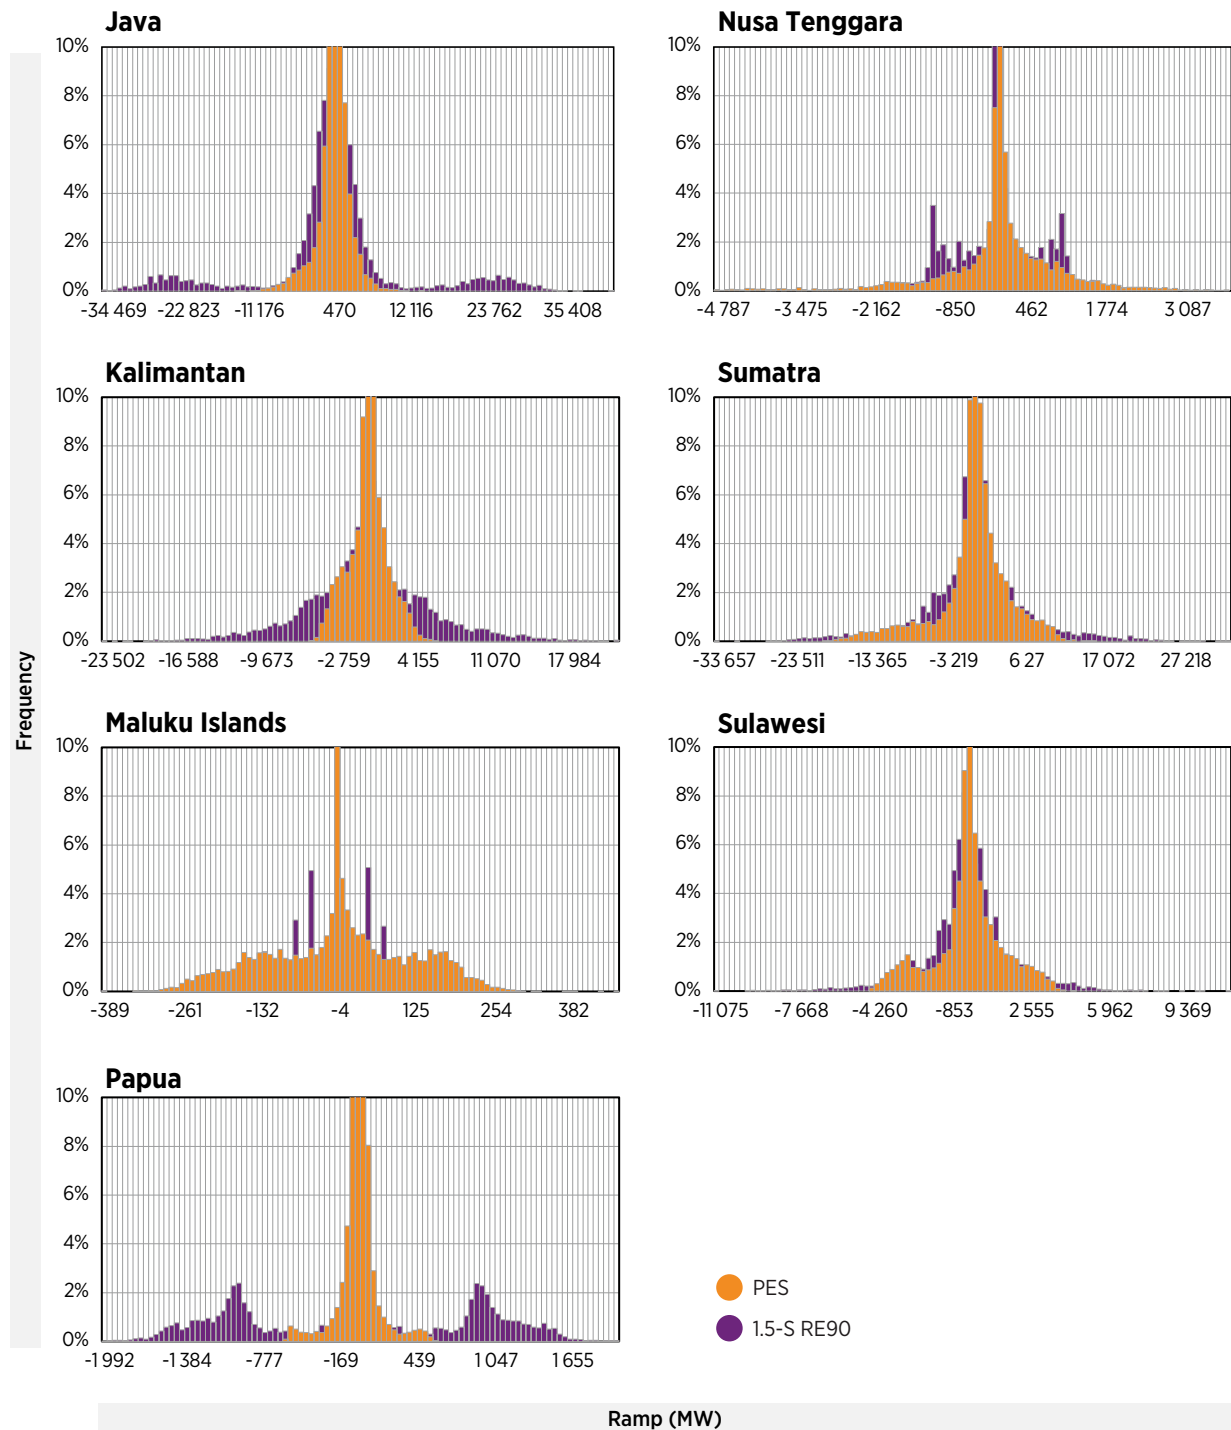 Java
10%
8%
6%
4%
2%
0%
-34 469 -22 823 -11 176 470 12 116 23 762 35 408
Nusa Tenggara
10%
8%
6%
4%
2%
0%
-4 787 -3 475 -2 162 -850 462 1 774 3 087
Kalimantan
10%
8%
6%
4%
2%
0%
-23 502 -16 588 -9 673 -2 759 4 155 11 070 17 984
Sumatra
10%
8%
6%
4%
2%
0%
-33 657 -23 511 -13 365 -3 219 6 27 17 072 27 218
Maluku Islands
10%
8%
6%
4%
2%
0%
-389 -261 -132 -4 125 254 382
Sulawesi
10%
8%
6%
4%
2%
0%
-11 075 -7 668 -4 260 -853 2 555 5 962 9 369
Papua
10%
8%
6%
4%
2%
0%
-1 992 -1 384 -777 -169 439 1 047 1 655
PES
1.5-S RE90
Frequency
Ramp (MW)